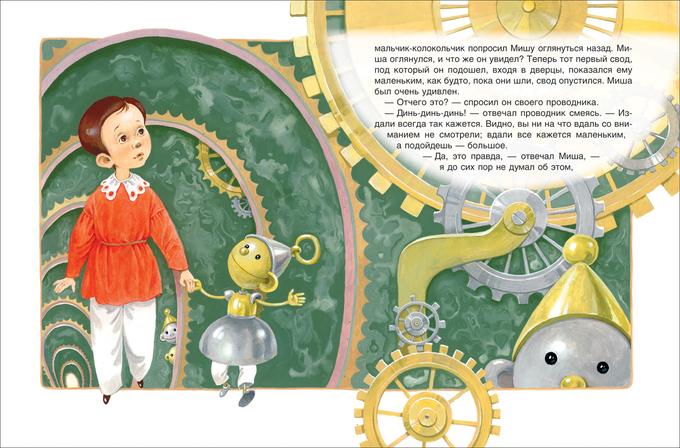 мальчик-колокольчик попросил Мишу оглянуться назад. Ми-
ша оглянулся, и что же он увидел? Теперь тот первый свод,
под который он подошел, входя в дверцы, показался ему
маленьким, как будто, пока они шли, свод опустился. Миша
был очень удивлен.
— Отчего это? — спросил он своего проводника.
— Динь-динь-динь! — отвечал проводник смеясь. — Из-
дали всегда так кажется. Видно, вы ни на что вдаль со вни-
манием не смотрели; вдали все кажется маленьким,
а подойдешь — большое.
— Да, это правда, — отвечал Миша, —
я до сих пор не думал об этом,